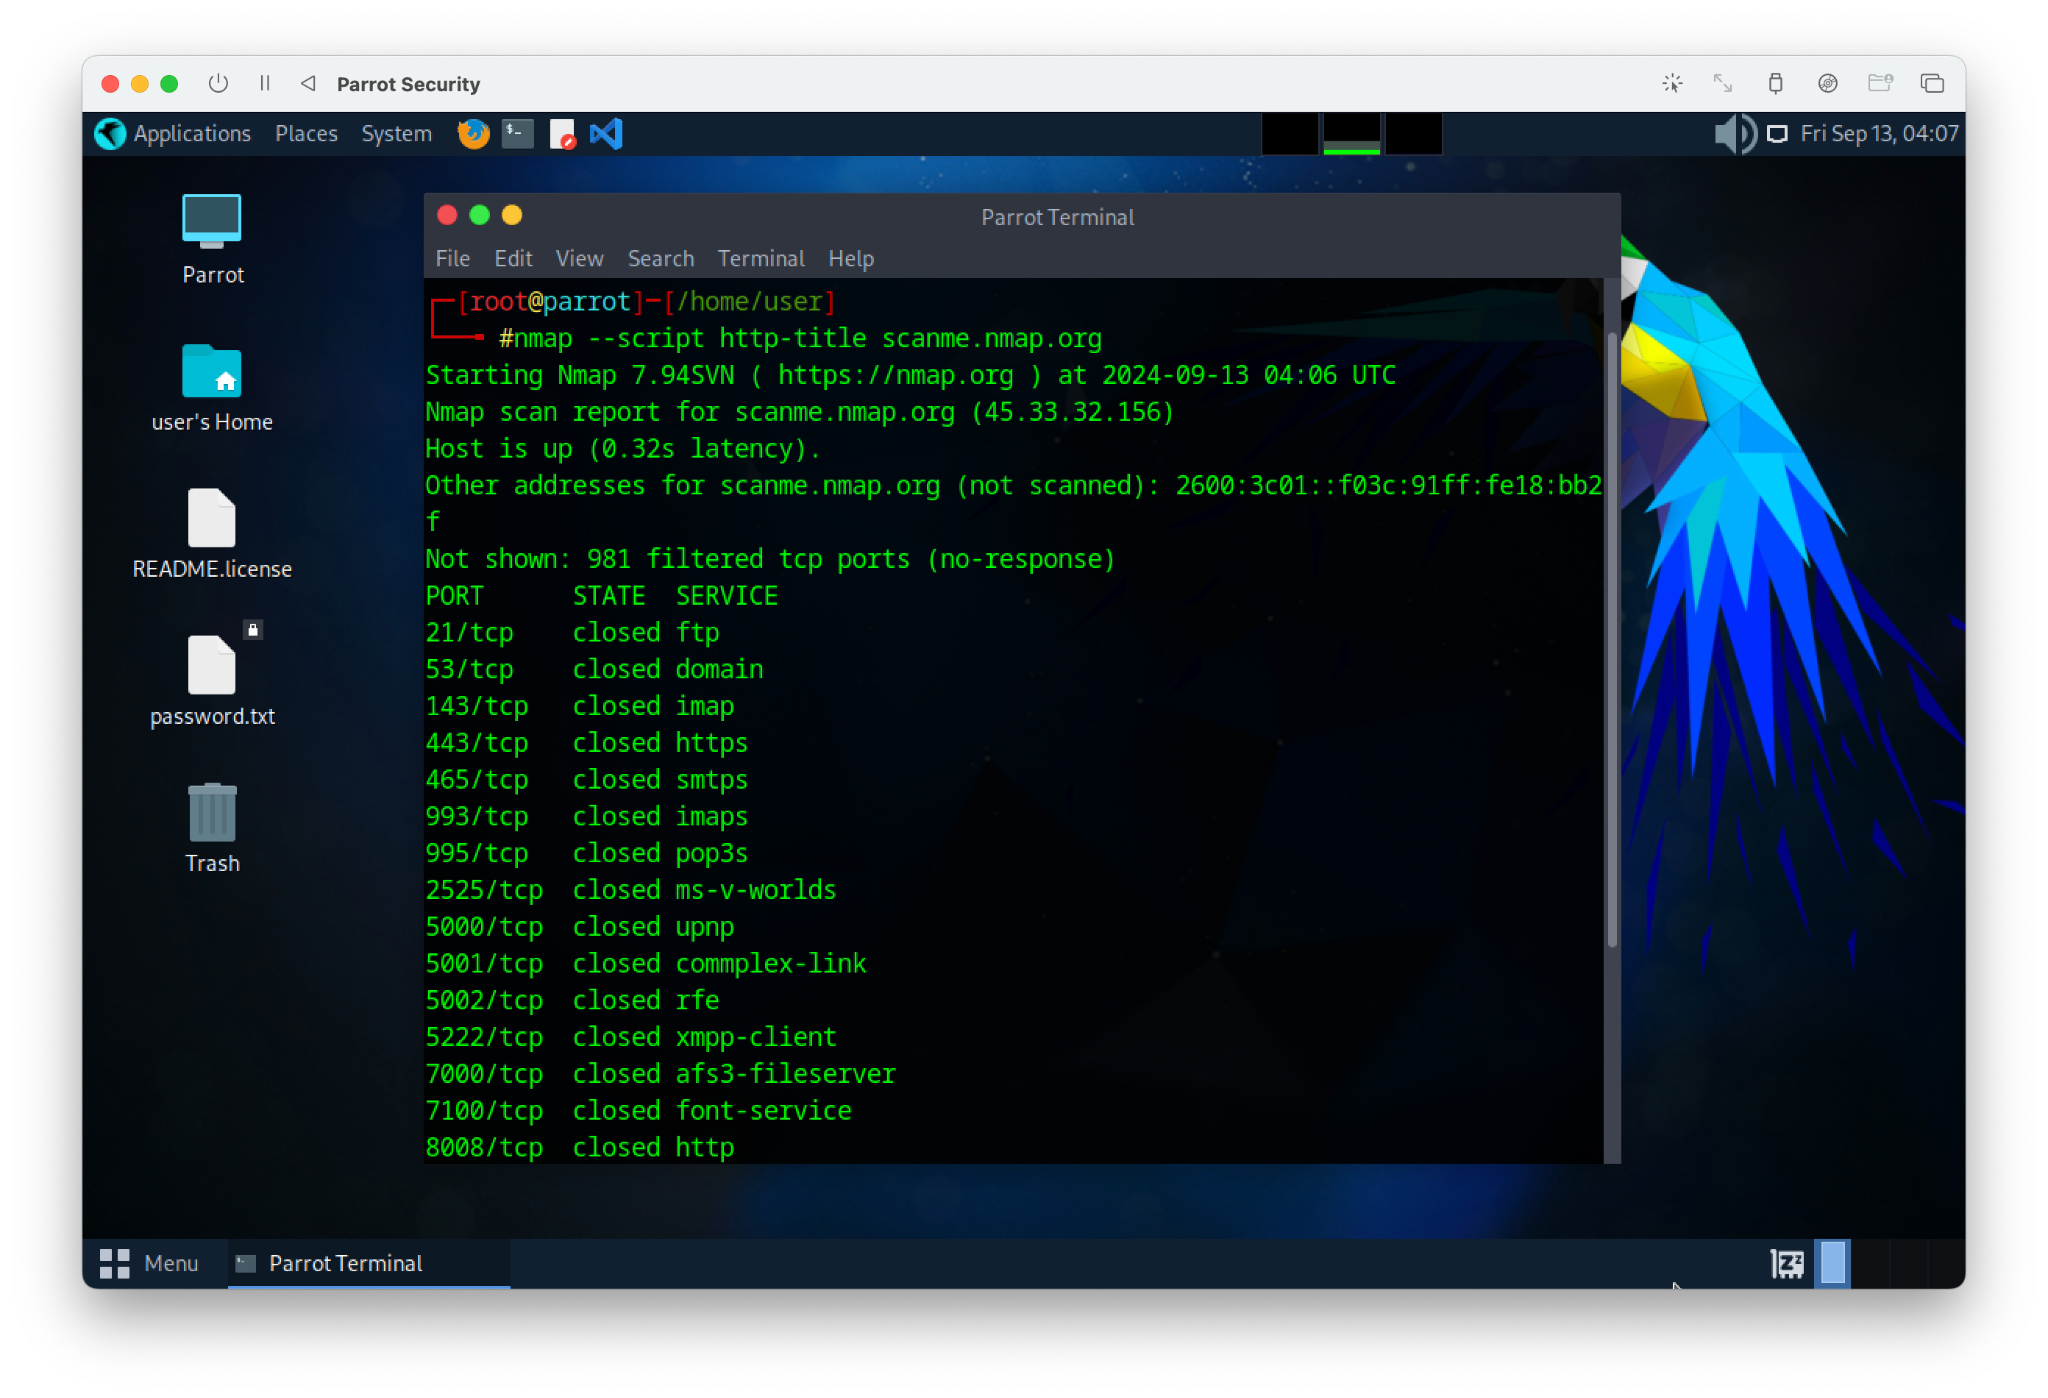 Parrot Security
Applications Places System
Fri Sep 13, 04:07
Parrot
user's Home
README.license
password.txt
Trash
Parrot Terminal
File Edit View Search Terminal Help
┌─[root@parrot]─[/home/user]
└──╼ #nmap --script http-title scanme.nmap.org
Starting Nmap 7.94SVN ( https://nmap.org ) at 2024-09-13 04:06 UTC
Nmap scan report for scanme.nmap.org (45.33.32.156)
Host is up (0.32s latency).
Other addresses for scanme.nmap.org (not scanned): 2600:3c01::f03c:91ff:fe18:bb2
f
Not shown: 981 filtered tcp ports (no-response)
PORT STATE SERVICE
21/tcp closed ftp
53/tcp closed domain
143/tcp closed imap
443/tcp closed https
465/tcp closed smtps
993/tcp closed imaps
995/tcp closed pop3s
2525/tcp closed ms-v-worlds
5000/tcp closed upnp
5001/tcp closed commplex-link
5002/tcp closed rfe
5222/tcp closed xmpp-client
7000/tcp closed afs3-fileserver
7100/tcp closed font-service
8008/tcp closed http
Menu
Parrot Terminal